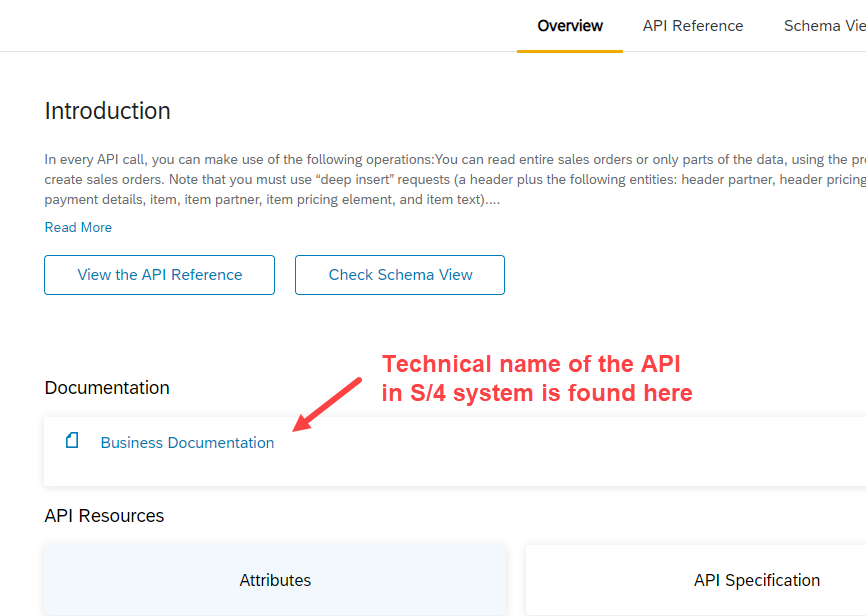 Overview API Reference Schema Vie
Introduction
In every API call, you can make use of the following operations:You can read entire sales orders or only parts of the data, using the pr
create sales orders. Note that you must use “deep insert” requests (a header plus the following entities: header partner, header pricing
payment details, item, item partner, item pricing element, and item text)....
Read More
View the API Reference Check Schema View
Technical name of the API
in S/4 system is found here
Documentation
Business Documentation
API Resources
Attributes API Specification